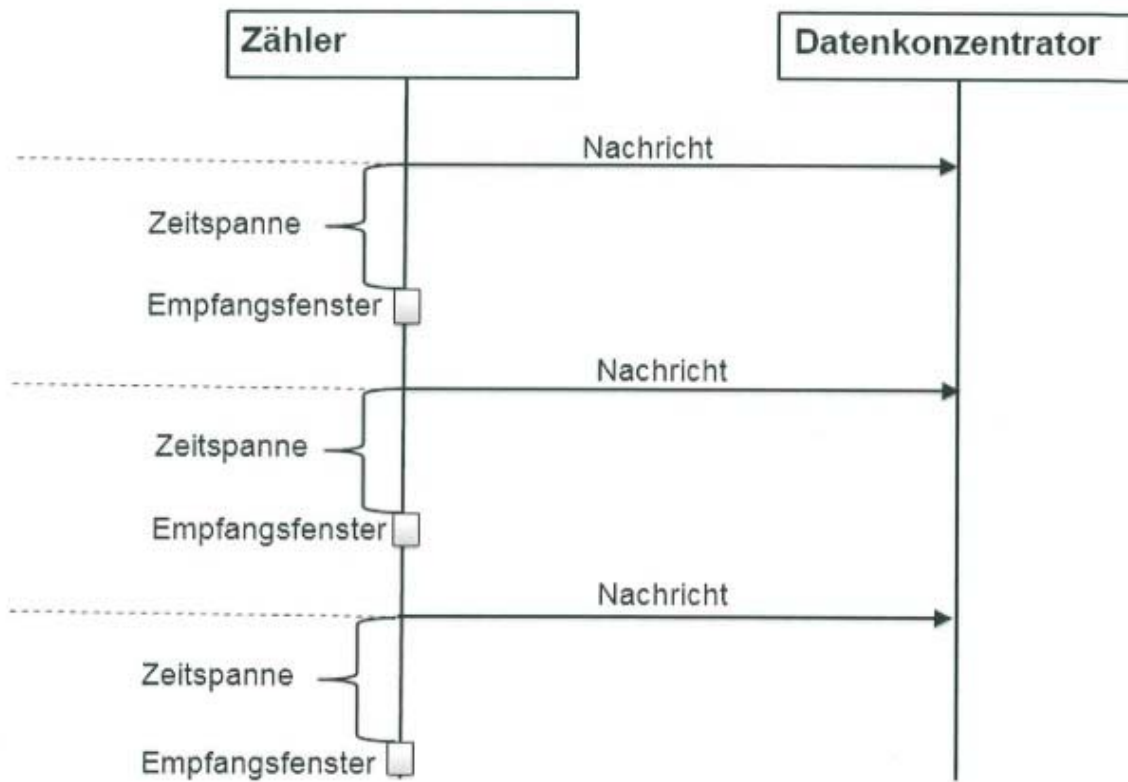 Zähler
Datenkonzentrator
Nachricht
Zeitspanne
Empfangsfenster
Nachricht
Zeitspanne
Empfangsfenster
Nachricht
Zeitspanne
Empfangsfenster